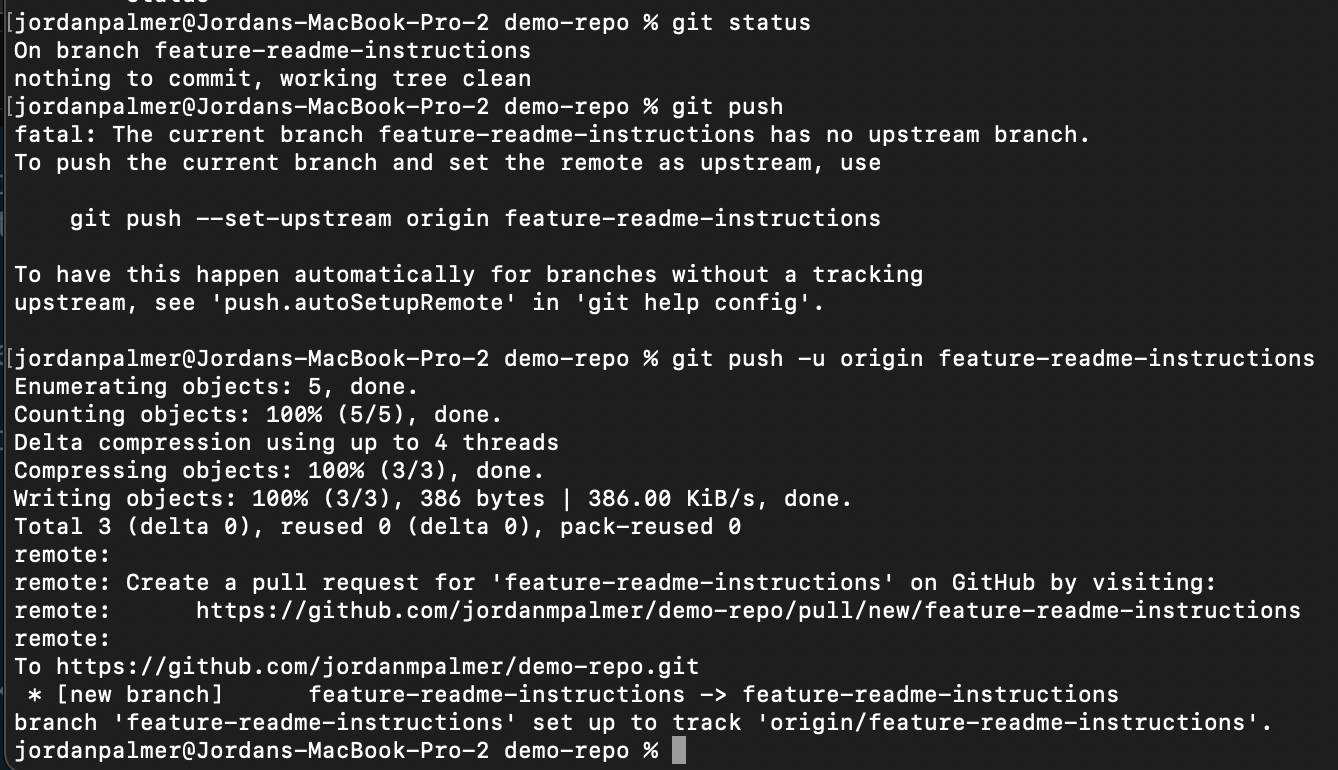 [jordanpalmer@Jordans-MacBook-Pro-2 demo-repo % git status
On branch feature-readme-instructions
nothing to commit, working tree clean
[jordanpalmer@Jordans-MacBook-Pro-2 demo-repo % git push
fatal: The current branch feature-readme-instructions has no upstream branch.
To push the current branch and set the remote as upstream, use
git push --set-upstream origin feature-readme-instructions
To have this happen automatically for branches without a tracking
upstream, see 'push.autoSetupRemote' in 'git help config'.
[jordanpalmer@Jordans-MacBook-Pro-2 demo-repo % git push -u origin feature-readme-instructions
Enumerating objects: 5, done.
Counting objects: 100% (5/5), done.
Delta compression using up to 4 threads
Compressing objects: 100% (3/3), done.
Writing objects: 100% (3/3), 386 bytes | 386.00 KiB/s, done.
Total 3 (delta 0), reused 0 (delta 0), pack-reused 0
remote:
remote: Create a pull request for 'feature-readme-instructions' on GitHub by visiting:
remote:      https://github.com/jordanmpalmer/demo-repo/pull/new/feature-readme-instructions
remote:
To https://github.com/jordanmpalmer/demo-repo.git
 * [new branch]      feature-readme-instructions -> feature-readme-instructions
branch 'feature-readme-instructions' set up to track 'origin/feature-readme-instructions'.
jordanpalmer@Jordans-MacBook-Pro-2 demo-repo %